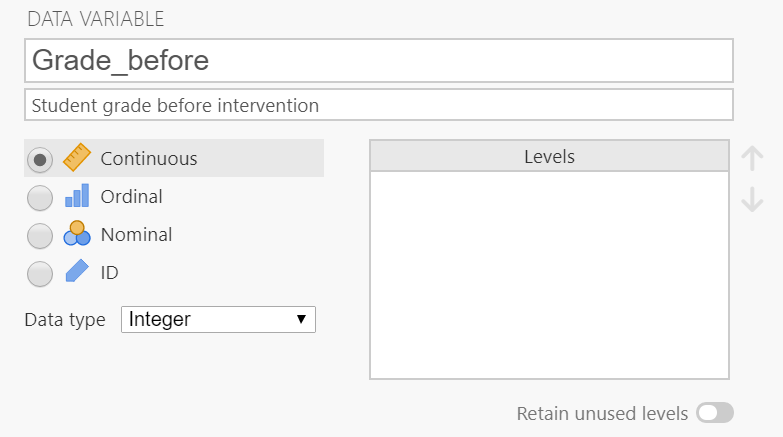 DATA VARIABLE
Grade_before
Student grade before intervention
Continuous
Ordinal
Nominal
ID
Data type Integer
Levels
Retain unused levels